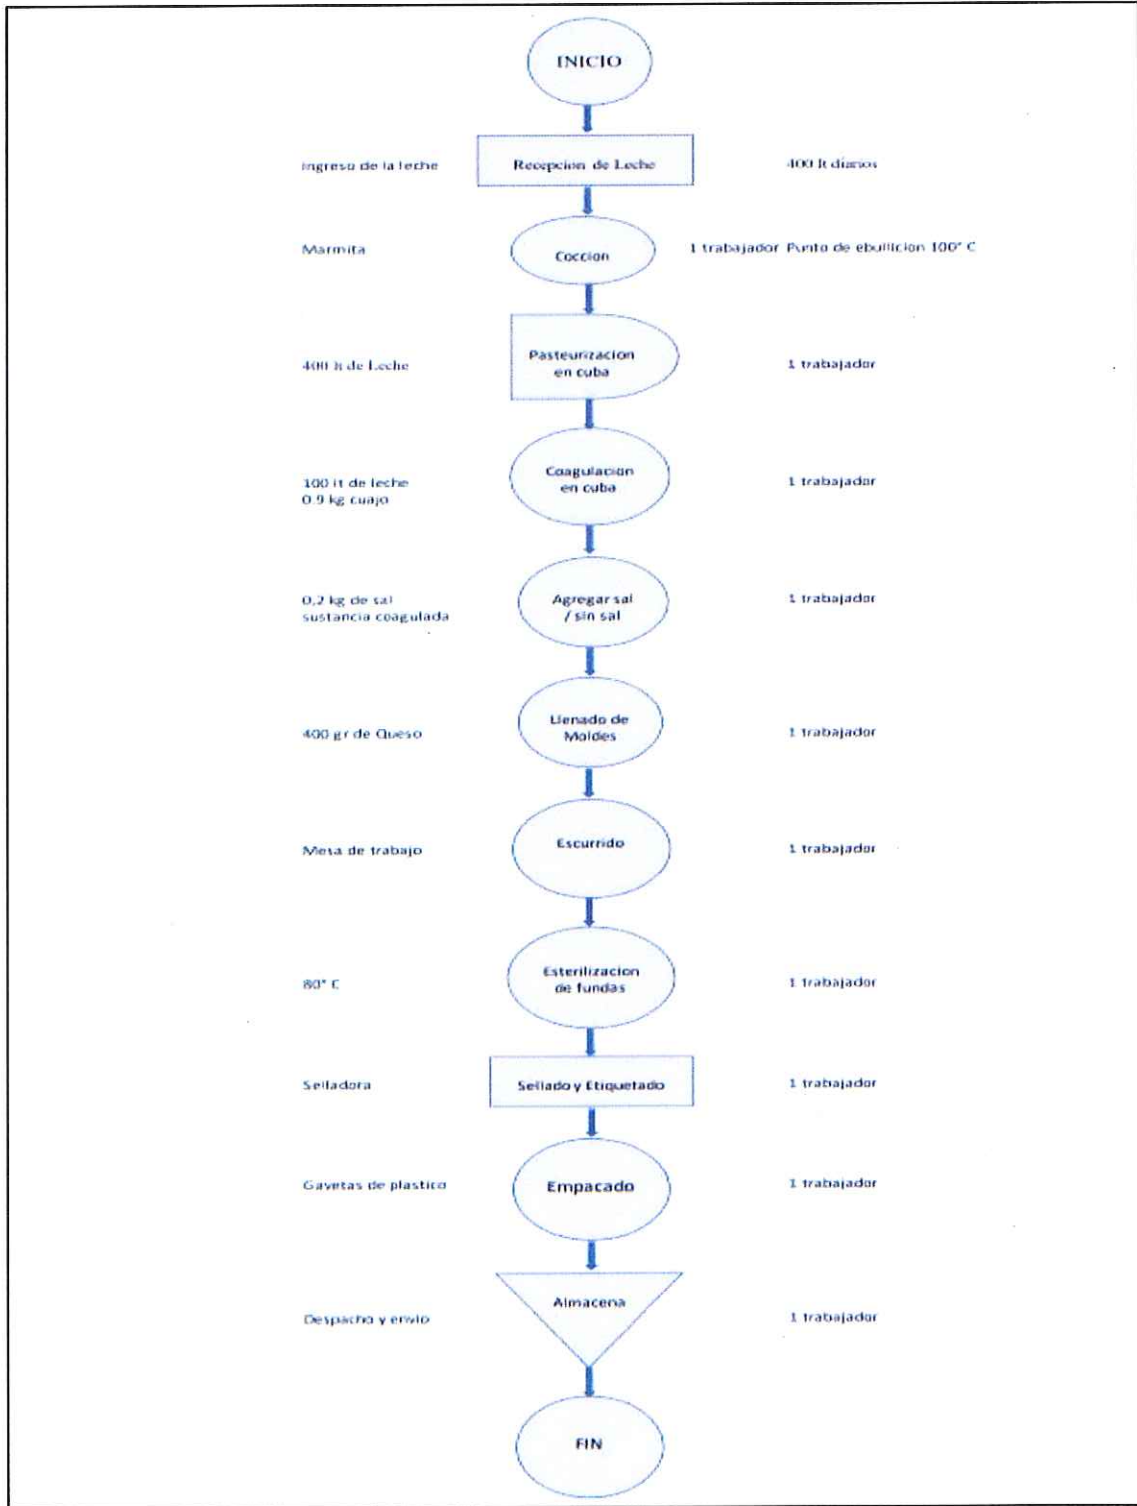 INICIO
Ingreso de la leche
Recepcion de Leche
400 lt diarios
Marmita
Coccion
1 trabajador Punto de ebullicion 100° C
400 lt de Leche
Pasteurizacion
en cuba
1 trabajador
100 lt de leche
0.9 kg cuajo
Coagulacion
en cuba
1 trabajador
0,2 kg de sal
sustancia coagulada
Agregar sal
/ sin sal
1 trabajador
400 gr de Queso
Llenado de
Moldes
1 trabajador
Mesa de trabajo
Escurrido
1 trabajador
80° C
Esterilizacion
de fundas
1 trabajador
Selladora
Sellado y Etiquetado
1 trabajador
Gavetas de plastico
Empacado
1 trabajador
Despacho y envio
Almacena
1 trabajador
FIN